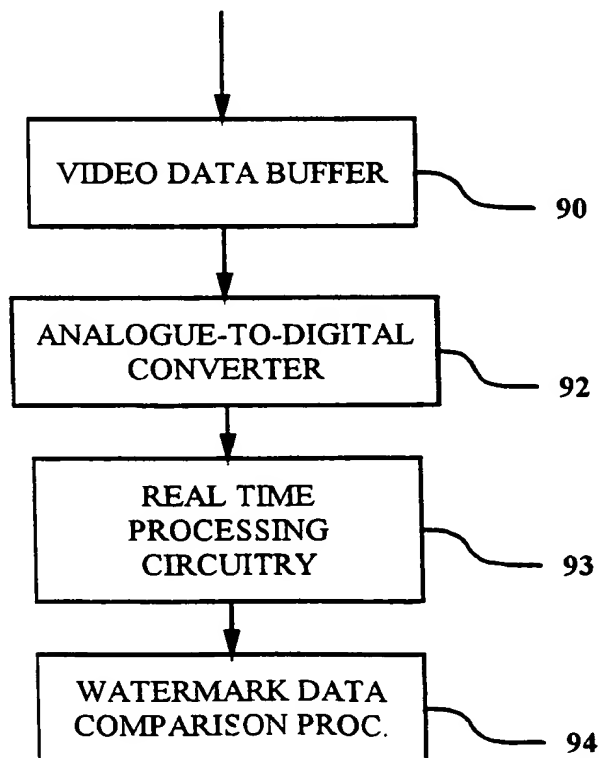 VIDEO DATA BUFFER
90
ANALOGUE-TO-DIGITAL
CONVERTER
92
REAL TIME
PROCESSING
CIRCUITRY
93
WATERMARK DATA
COMPARISON PROC.
94